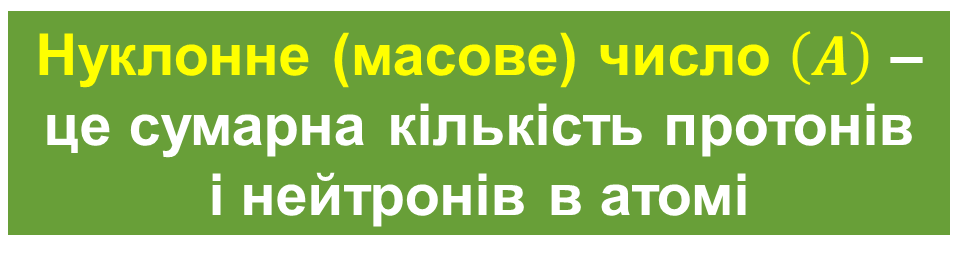 Нуклонне (масове) число (A) –
це сумарна кількість протонів
і нейтронів в атомі